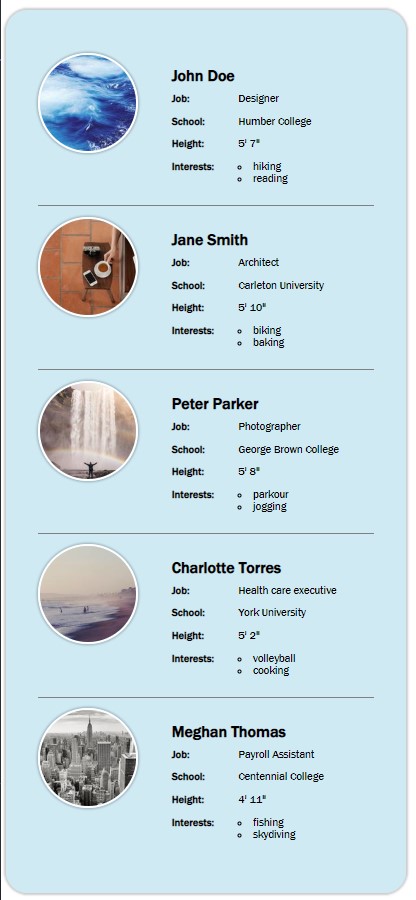 John Doe
Job: Designer
School: Humber College
Height: 5' 7"
Interests: hiking
reading
Jane Smith
Job: Architect
School: Carleton University
Height: 5' 10"
Interests: biking
baking
Peter Parker
Job: Photographer
School: George Brown College
Height: 5' 8"
Interests: parkour
jogging
Charlotte Torres
Job: Health care executive
School: York University
Height: 5' 2"
Interests: volleyball
cooking
Meghan Thomas
Job: Payroll Assistant
School: Centennial College
Height: 4' 11"
Interests: fishing
skydiving